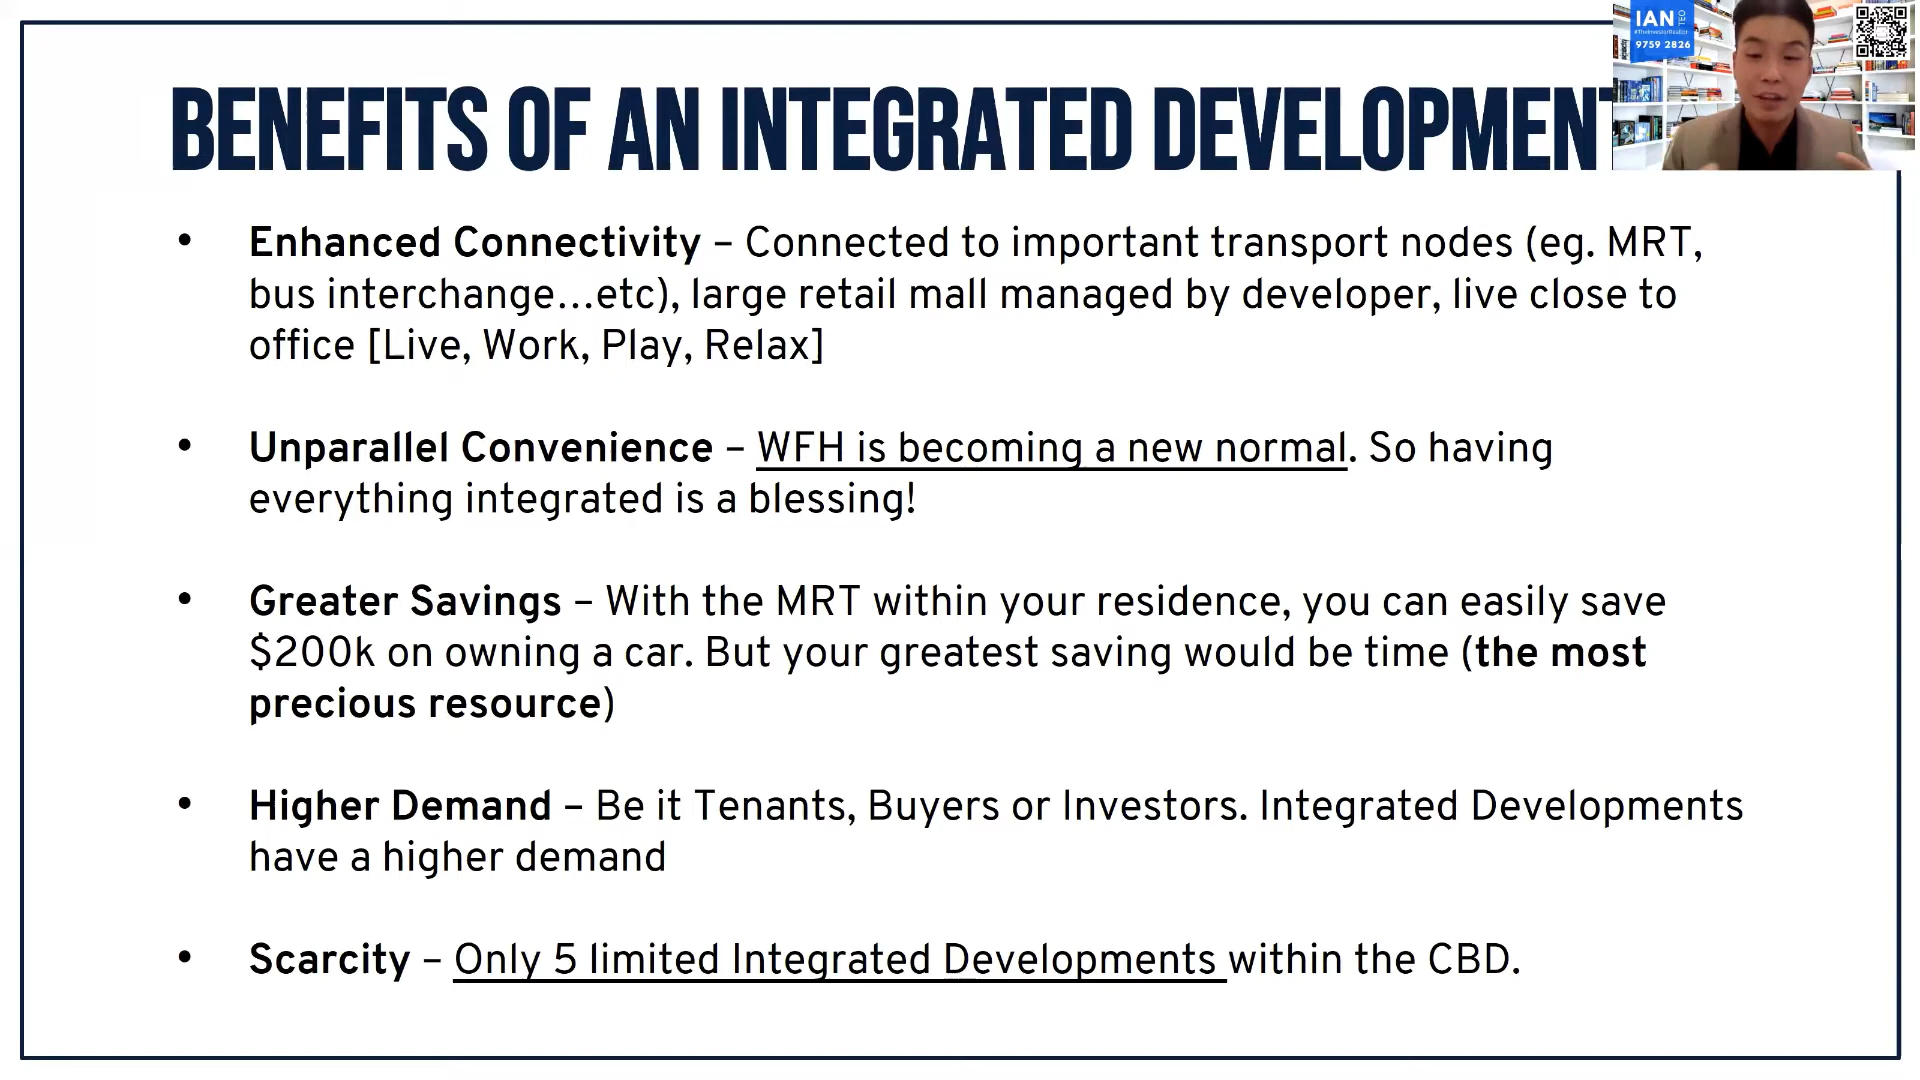 BENEFITS OF AN INTEGRATED DEVELOPMENT
IAN TEO
#TheInvestorRealtor
9759 2826
• Enhanced Connectivity – Connected to important transport nodes (eg. MRT,
bus interchange...etc), large retail mall managed by developer, live close to
office [Live, Work, Play, Relax]
• Unparallel Convenience – WFH is becoming a new normal. So having
everything integrated is a blessing!
• Greater Savings – With the MRT within your residence, you can easily save
$200k on owning a car. But your greatest saving would be time (the most
precious resource)
• Higher Demand – Be it Tenants, Buyers or Investors. Integrated Developments
have a higher demand
• Scarcity – Only 5 limited Integrated Developments within the CBD.